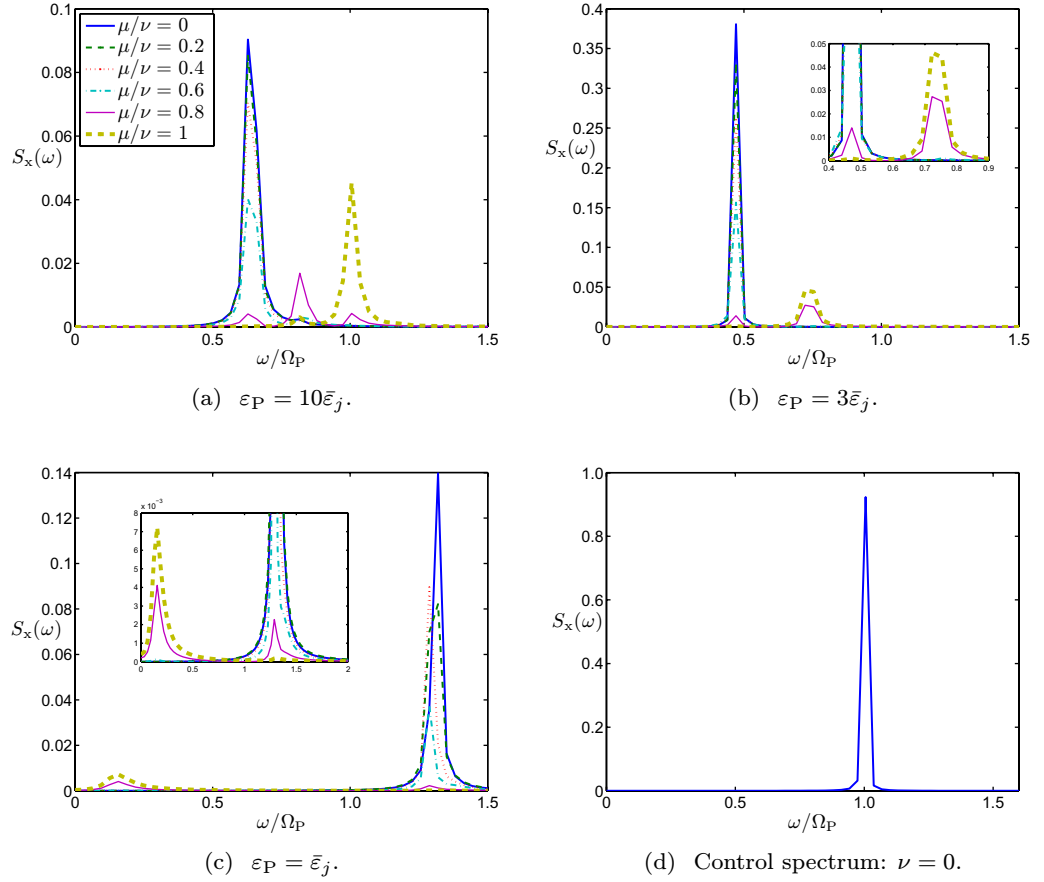 μ/ν = 0
μ/ν = 0.2
μ/ν = 0.4
μ/ν = 0.6
μ/ν = 0.8
μ/ν = 1
0.1
0.08
0.06
0.04
0.02
0
S_x(ω)
0 0.5 1.0 1.5
ω/Ω_P
(a) ε_P = 10ε̄_j.
0.4
0.35
0.3
0.25
0.2
0.15
0.1
0.05
0
S_x(ω)
0.05
0.04
0.03
0.02
0.01
0
0.4 0.5 0.6 0.7 0.8 0.9
0 0.5 1.0 1.5
ω/Ω_P
(b) ε_P = 3ε̄_j.
0.14
0.12
0.10
0.08
0.06
0.04
0.02
0
S_x(ω)
x 10⁻³
8
7
6
5
4
3
2
1
0
0 0.5 1 1.5 2
0 0.5 1.0 1.5
ω/Ω_P
(c) ε_P = ε̄_j.
1.0
0.8
0.6
0.4
0.2
0
S_x(ω)
0 0.5 1.0 1.5
ω/Ω_P
(d) Control spectrum: ν = 0.